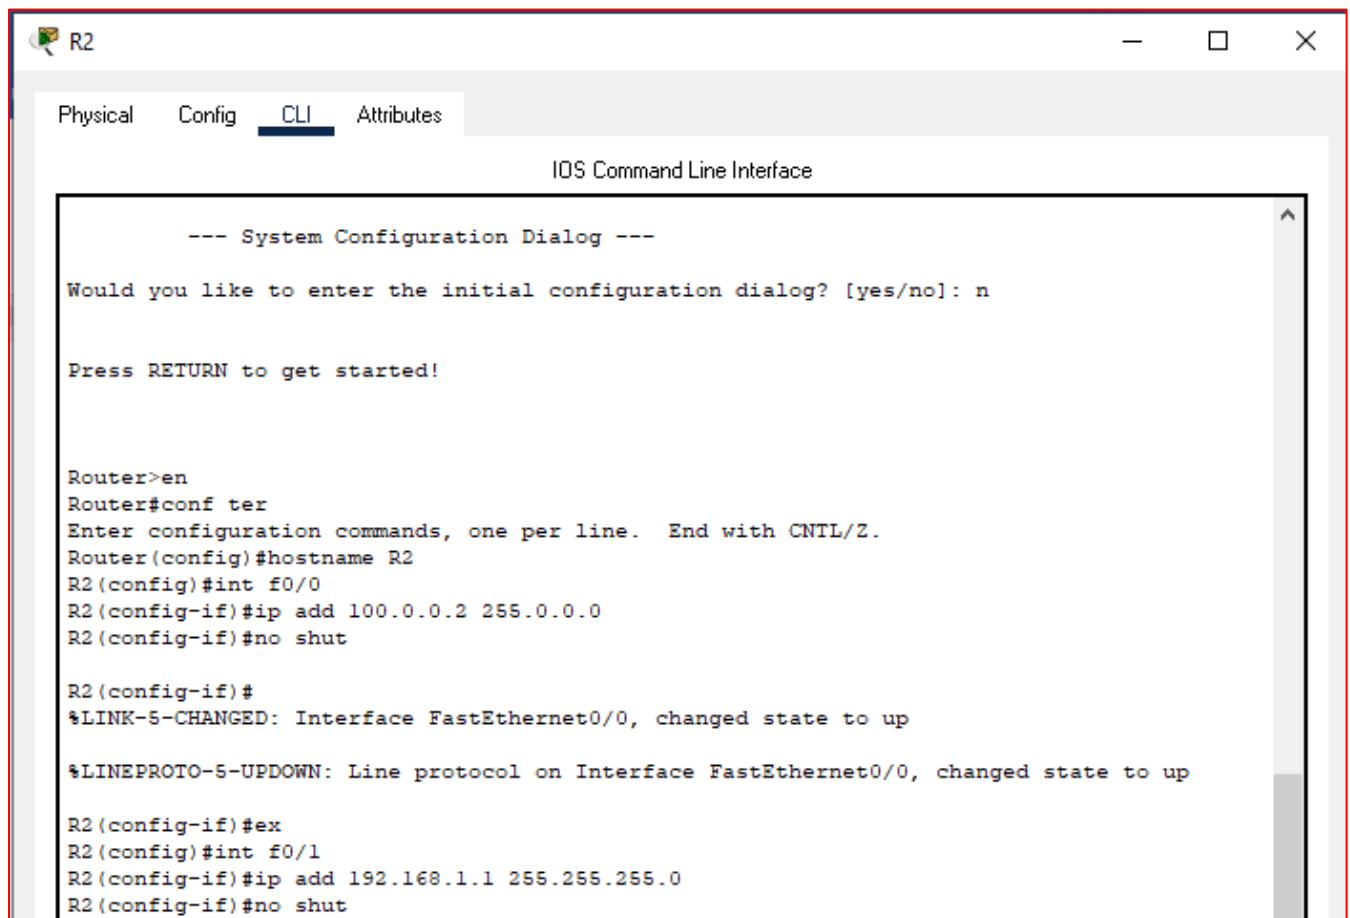 R2
Physical Config CLI Attributes
IOS Command Line Interface
--- System Configuration Dialog ---
Would you like to enter the initial configuration dialog? [yes/no]: n
Press RETURN to get started!
Router>en
Router#conf ter
Enter configuration commands, one per line.  End with CNTL/Z.
Router(config)#hostname R2
R2(config)#int f0/0
R2(config-if)#ip add 100.0.0.2 255.0.0.0
R2(config-if)#no shut
R2(config-if)#
%LINK-5-CHANGED: Interface FastEthernet0/0, changed state to up
%LINEPROTO-5-UPDOWN: Line protocol on Interface FastEthernet0/0, changed state to up
R2(config-if)#ex
R2(config)#int f0/1
R2(config-if)#ip add 192.168.1.1 255.255.255.0
R2(config-if)#no shut